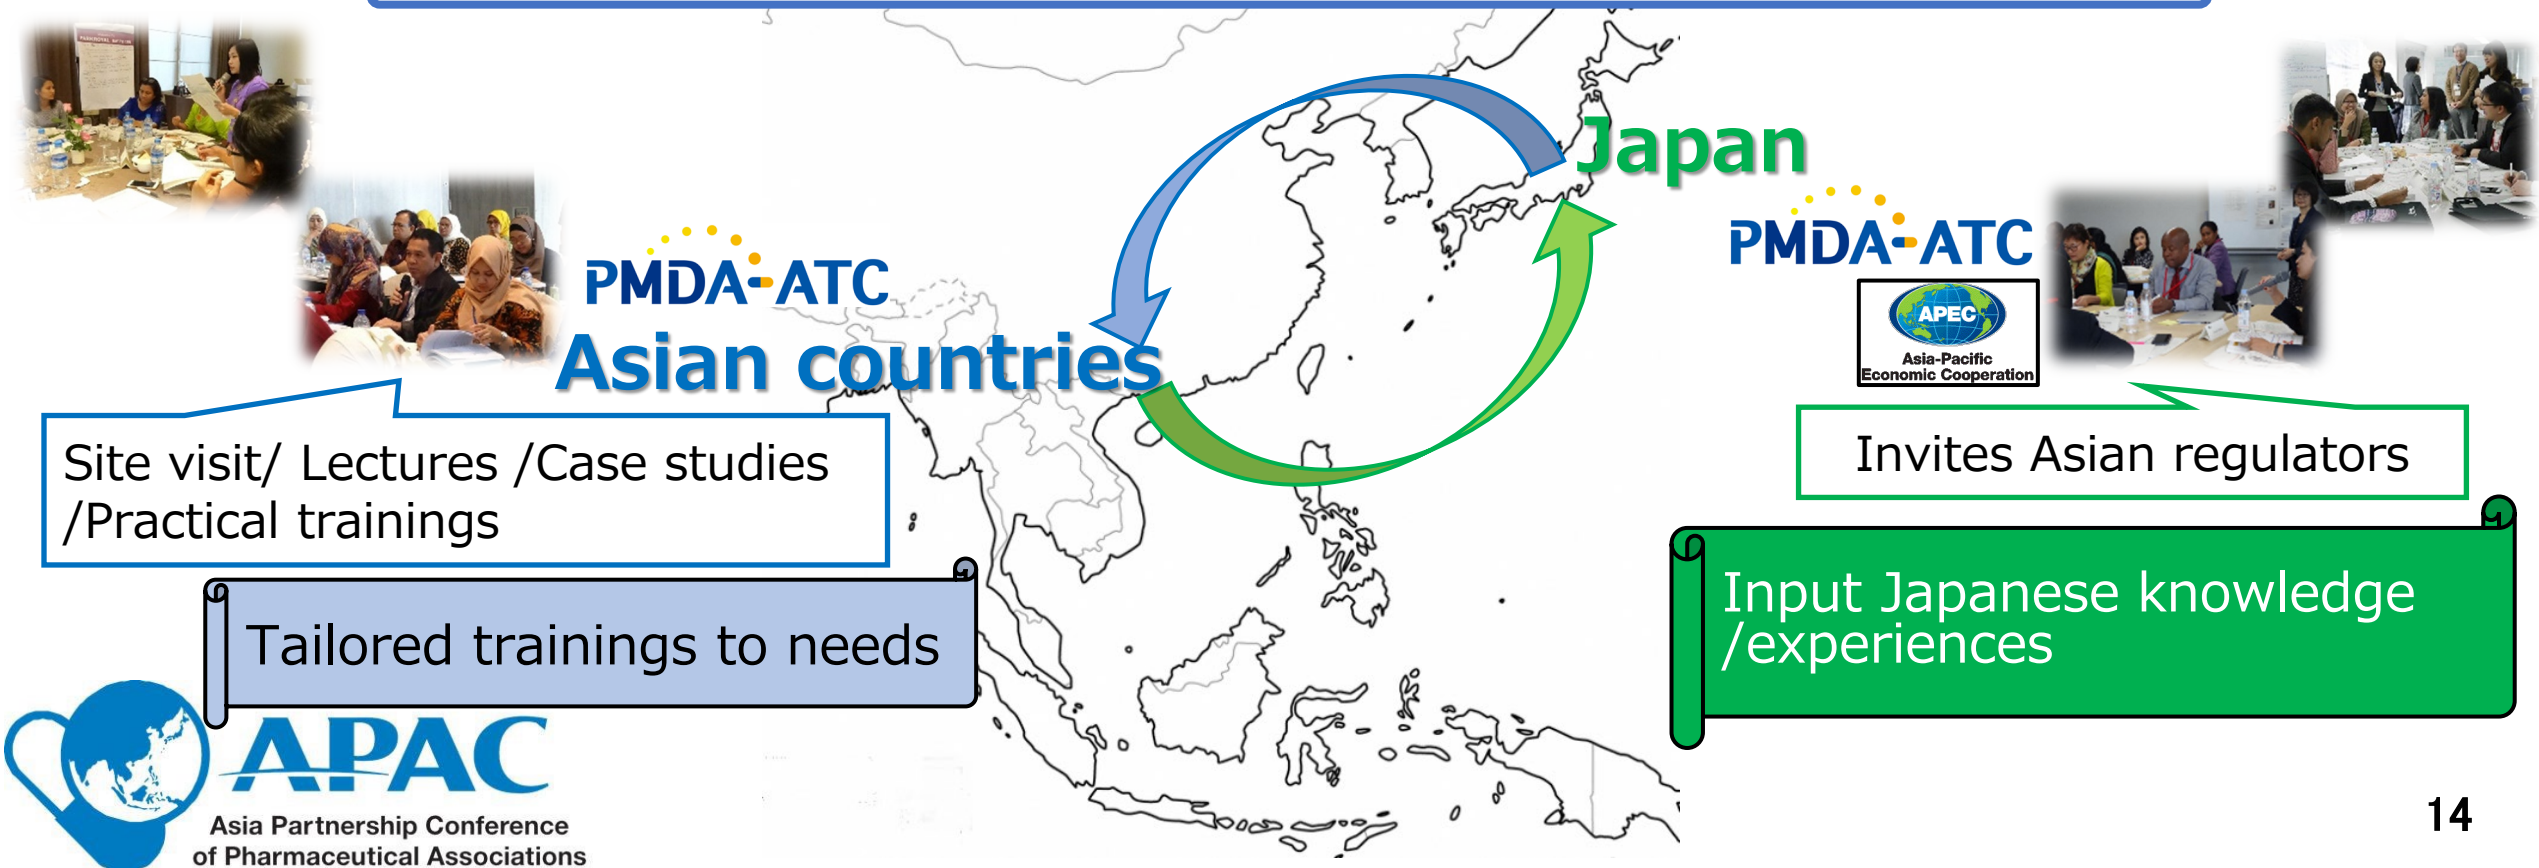 Japan
PMDA-ATC
PMDA-ATC
APEC
Asia-Pacific
Economic Cooperation
Asian countries
Site visit/ Lectures /Case studies
/Practical trainings
Invites Asian regulators
Tailored trainings to needs
Input Japanese knowledge
/experiences
APAC
Asia Partnership Conference
of Pharmaceutical Associations
14